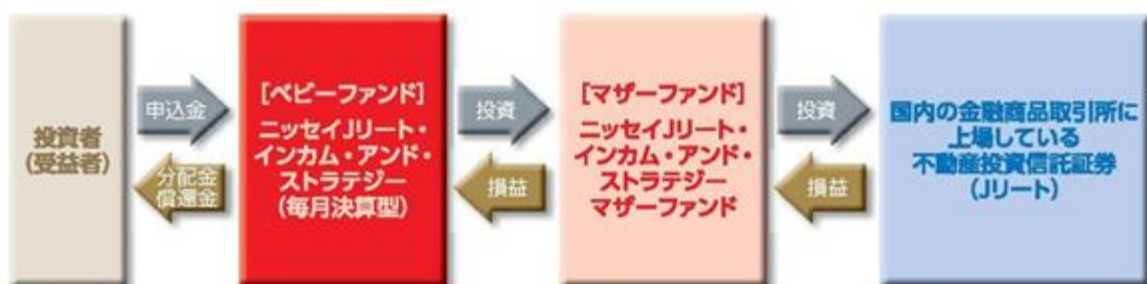 投資者
(受益者)
申込金
分配金
償還金
[ベビーファンド]
ニッセイJリート・
インカム・アンド・
ストラテジー
(毎月決算型)
投資
損益
[マザーファンド]
ニッセイJリート・
インカム・アンド・
ストラテジー
マザーファンド
投資
損益
国内の金融商品取引所に
上場している
不動産投資信託証券
(Jリート)